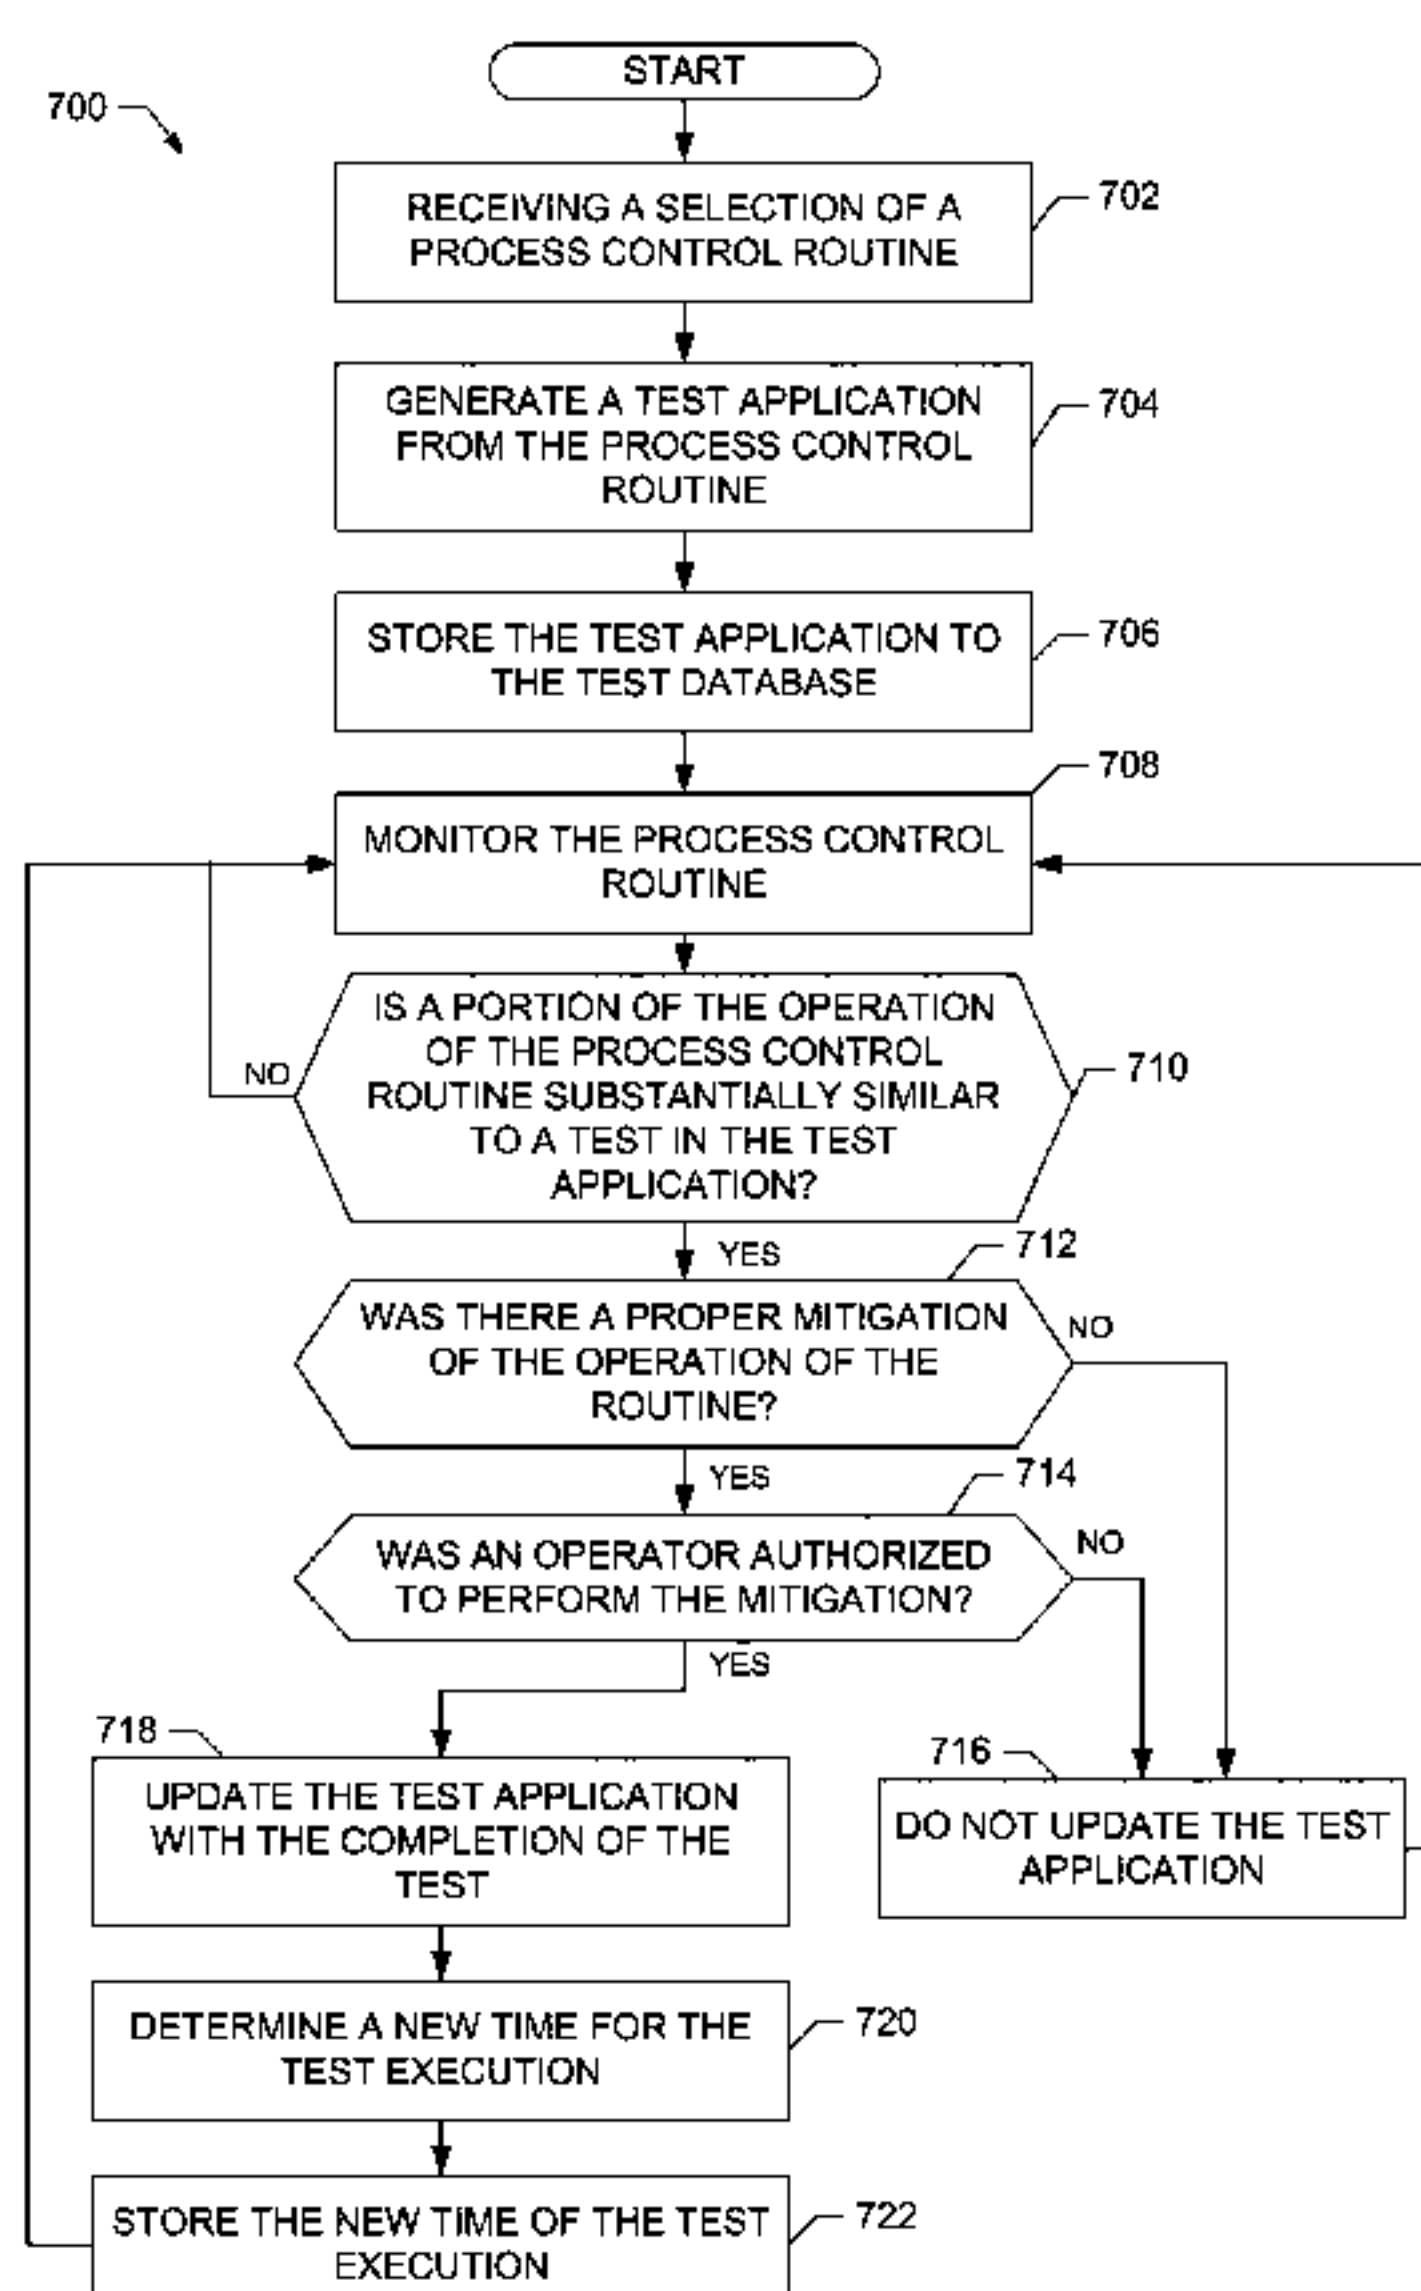 START
700
RECEIVING A SELECTION OF A
PROCESS CONTROL ROUTINE
702
GENERATE A TEST APPLICATION
FROM THE PROCESS CONTROL
ROUTINE
704
STORE THE TEST APPLICATION TO
THE TEST DATABASE
706
708
MONITOR THE PROCESS CONTROL
ROUTINE
IS A PORTION OF THE OPERATION
OF THE PROCESS CONTROL
ROUTINE SUBSTANTIALLY SIMILAR
TO A TEST IN THE TEST
APPLICATION?
NO
710
YES
712
WAS THERE A PROPER MITIGATION
OF THE OPERATION OF THE
ROUTINE?
NO
YES
714
WAS AN OPERATOR AUTHORIZED
TO PERFORM THE MITIGATION?
NO
YES
718
UPDATE THE TEST APPLICATION
WITH THE COMPLETION OF THE
TEST
716
DO NOT UPDATE THE TEST
APPLICATION
DETERMINE A NEW TIME FOR THE
TEST EXECUTION
720
STORE THE NEW TIME OF THE TEST
EXECUTION
722